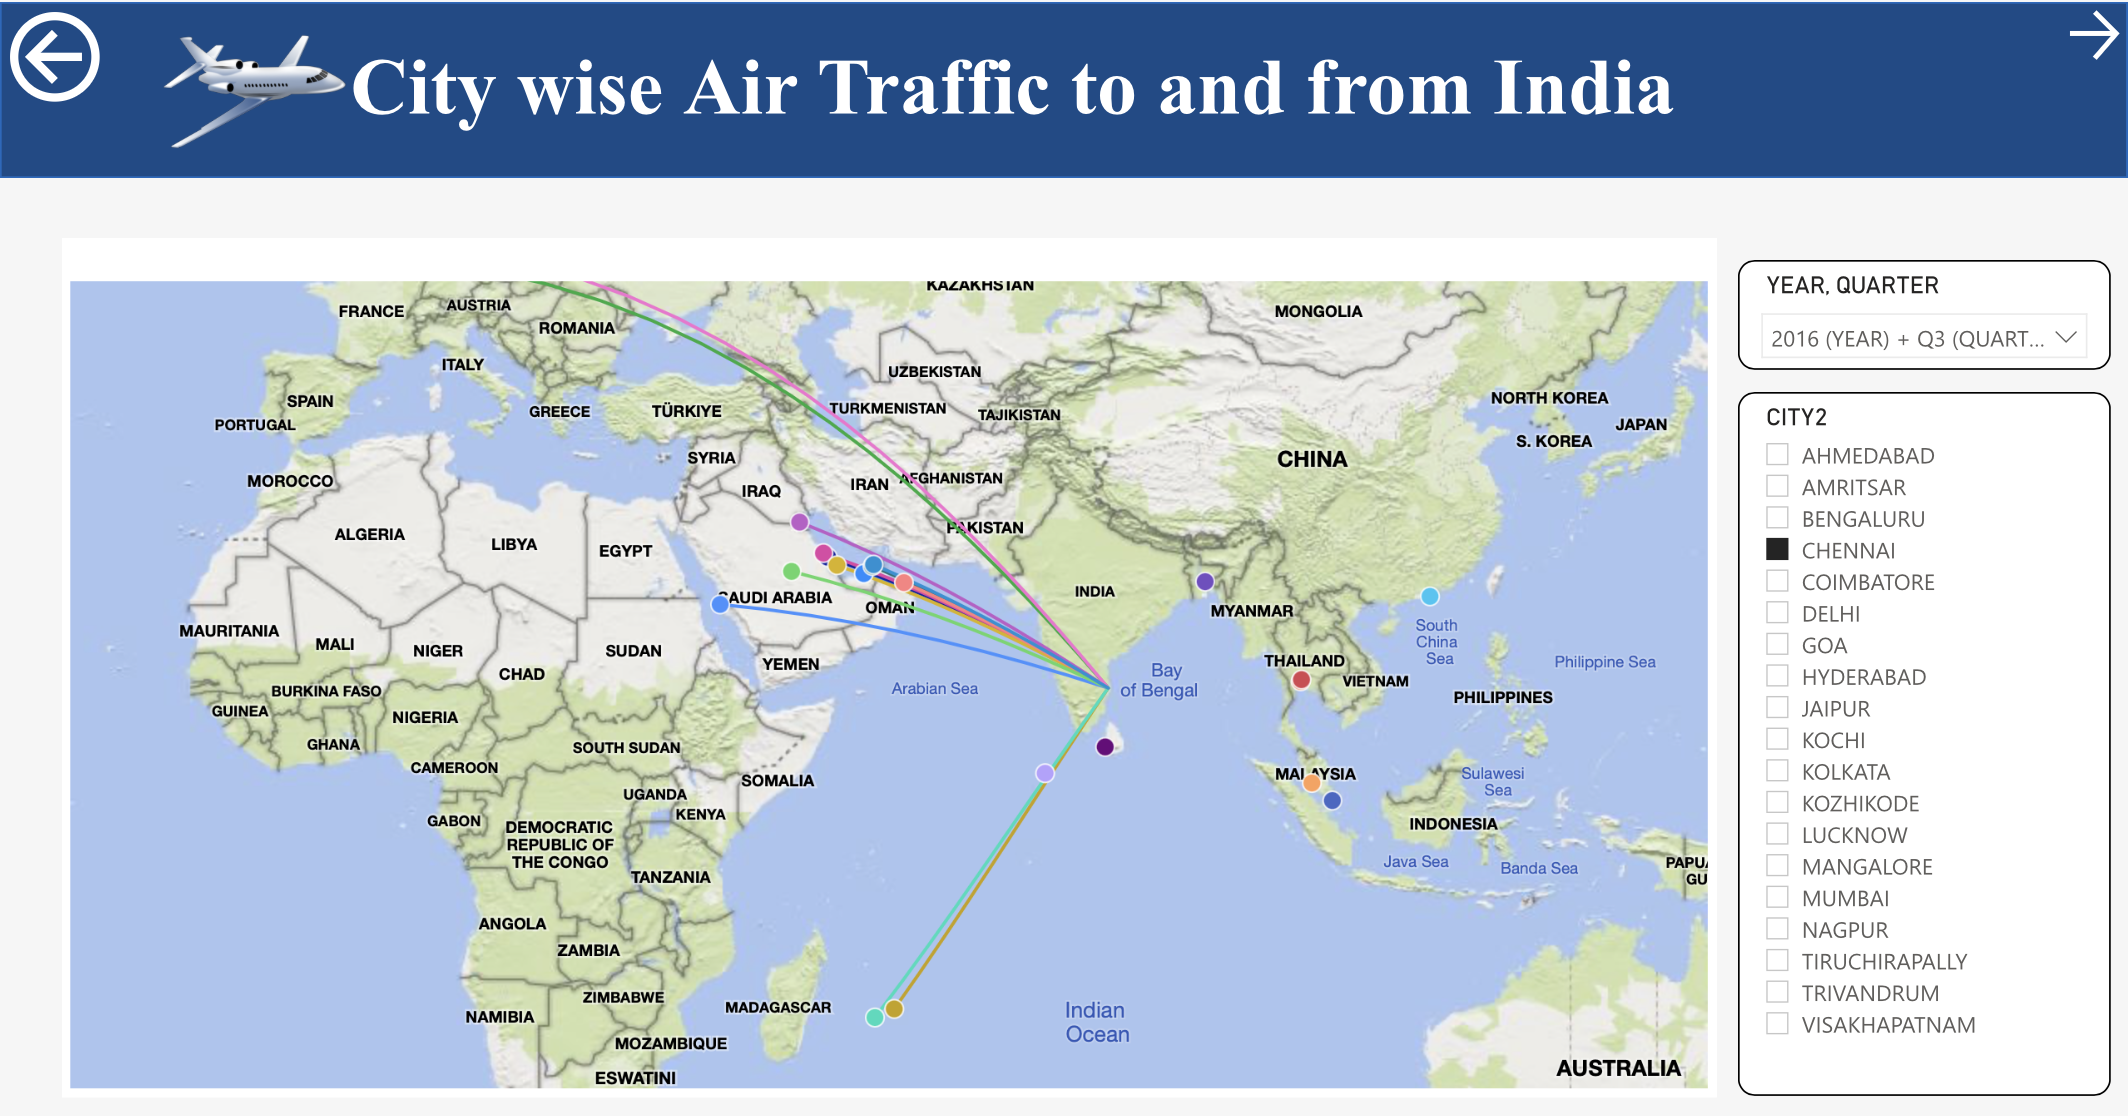 City wise Air Traffic to and from India
KAZAKHSTAN
FRANCE
AUSTRIA
MONGOLIA
ROMANIA
ITALY
UZBEKISTAN
SPAIN
PORTUGAL
GREECE
TÜRKIYE
TURKMENISTAN
TAJIKISTAN
NORTH KOREA
JAPAN
S. KOREA
SYRIA
CHINA
MOROCCO
IRAQ
IRAN
AFGHANISTAN
ALGERIA
LIBYA
EGYPT
PAKISTAN
SAUDI ARABIA
OMAN
INDIA
MYANMAR
South
China
Sea
MAURITANIA
MALI
NIGER
CHAD
SUDAN
YEMEN
THAILAND
VIETNAM
Philippine Sea
Bay
of Bengal
Arabian Sea
PHILIPPINES
BURKINA FASO
GUINEA
NIGERIA
GHANA
SOUTH SUDAN
CAMEROON
SOMALIA
MALAYSIA
Sulawesi
Sea
UGANDA
KENYA
GABON
DEMOCRATIC
REPUBLIC OF
THE CONGO
INDONESIA
Java Sea
Banda Sea
PAPUA
GU
TANZANIA
ANGOLA
ZAMBIA
ZIMBABWE
MADAGASCAR
NAMIBIA
Indian
Ocean
MOZAMBIQUE
ESWATINI
AUSTRALIA
YEAR, QUARTER
2016 (YEAR) + Q3 (QUART...
CITY2
AHMEDABAD
AMRITSAR
BENGALURU
CHENNAI
COIMBATORE
DELHI
GOA
HYDERABAD
JAIPUR
KOCHI
KOLKATA
KOZHIKODE
LUCKNOW
MANGALORE
MUMBAI
NAGPUR
TIRUCHIRAPALLY
TRIVANDRUM
VISAKHAPATNAM